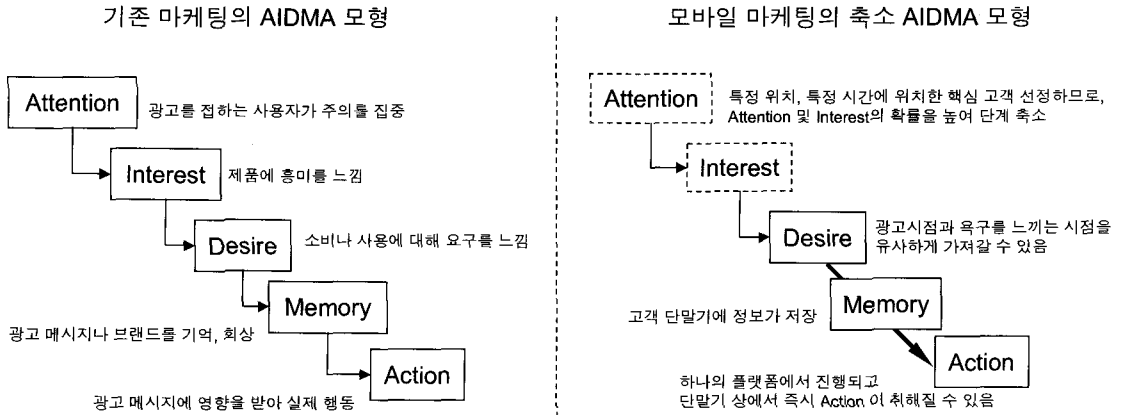 기존 마케팅의 AIDMA 모형
Attention
광고를 접하는 사용자가 주의를 집중
Interest
제품에 흥미를 느낌
Desire
소비나 사용에 대해 요구를 느낌
Memory
광고 메시지나 브랜드를 기억, 회상
Action
광고 메시지에 영향을 받아 실제 행동
모바일 마케팅의 축소 AIDMA 모형
Attention
특정 위치, 특정 시간에 위치한 핵심 고객 선정하므로,
Attention 및 Interest의 확률을 높여 단계 축소
Interest
Desire
광고시점과 욕구를 느끼는 시점을
유사하게 가져갈 수 있음
Memory
고객 단말기에 정보가 저장
Action
하나의 플랫폼에서 진행되고
단말기 상에서 즉시 Action 이 취해질 수 있음